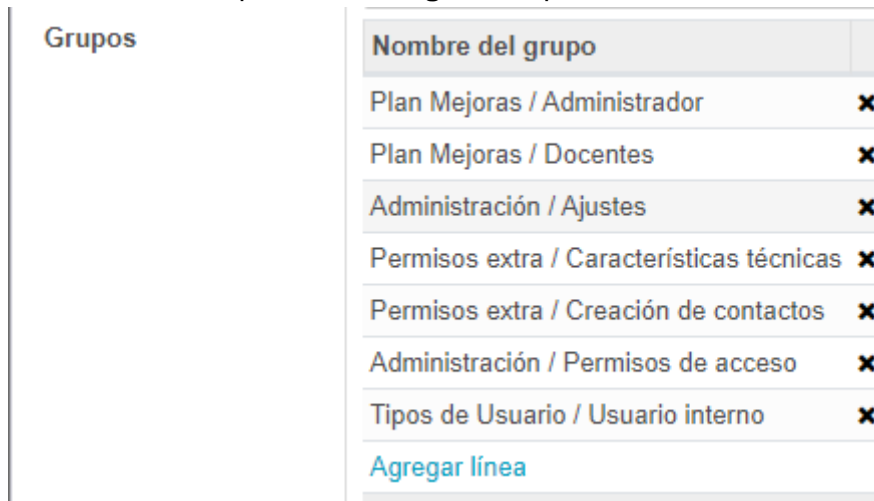 Grupos
Nombre del grupo
Plan Mejoras / Administrador
Plan Mejoras / Docentes
Administración / Ajustes
Permisos extra / Características técnicas
Permisos extra / Creación de contactos
Administración / Permisos de acceso
Tipos de Usuario / Usuario interno
Agregar línea